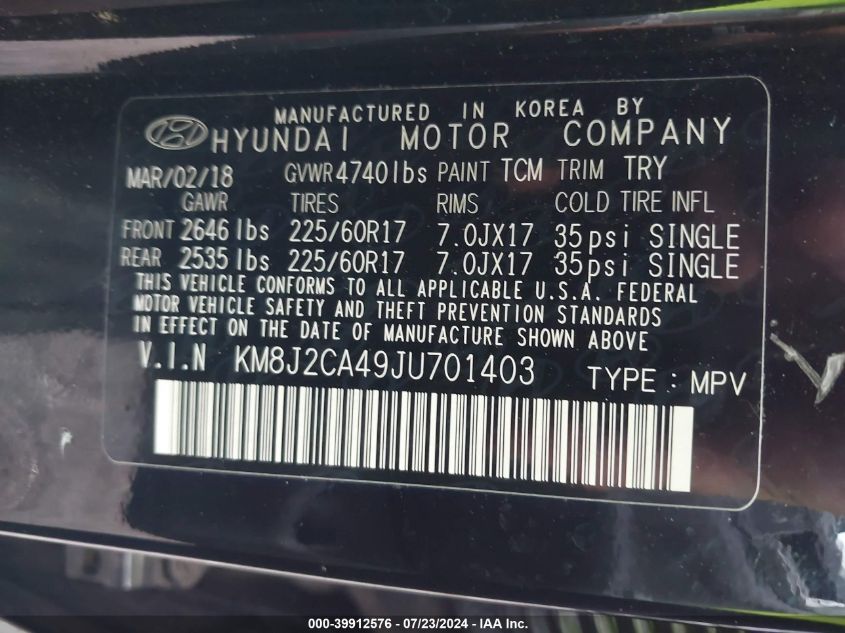 MANUFACTURED IN KOREA BY
HYUNDAI MOTOR COMPANY
MAR/02/18 GVWR 4740 lbs PAINT TCM TRIM TRY
GAWR TIRES RIMS COLD TIRE INFL
FRONT 2646 lbs 225/60R17 7.0JX17 35psi SINGLE
REAR 2535 lbs 225/60R17 7.0JX17 35psi SINGLE
THIS VEHICLE CONFORMS TO ALL APPLICABLE U.S.A. FEDERAL
MOTOR VEHICLE SAFETY AND THEFT PREVENTION STANDARDS
IN EFFECT ON THE DATE OF MANUFACTURE SHOWN ABOVE
V.I.N KM8J2CA49JU701403 TYPE : MPV
000-39912576 / 07/23/2024 - IAA, Inc.